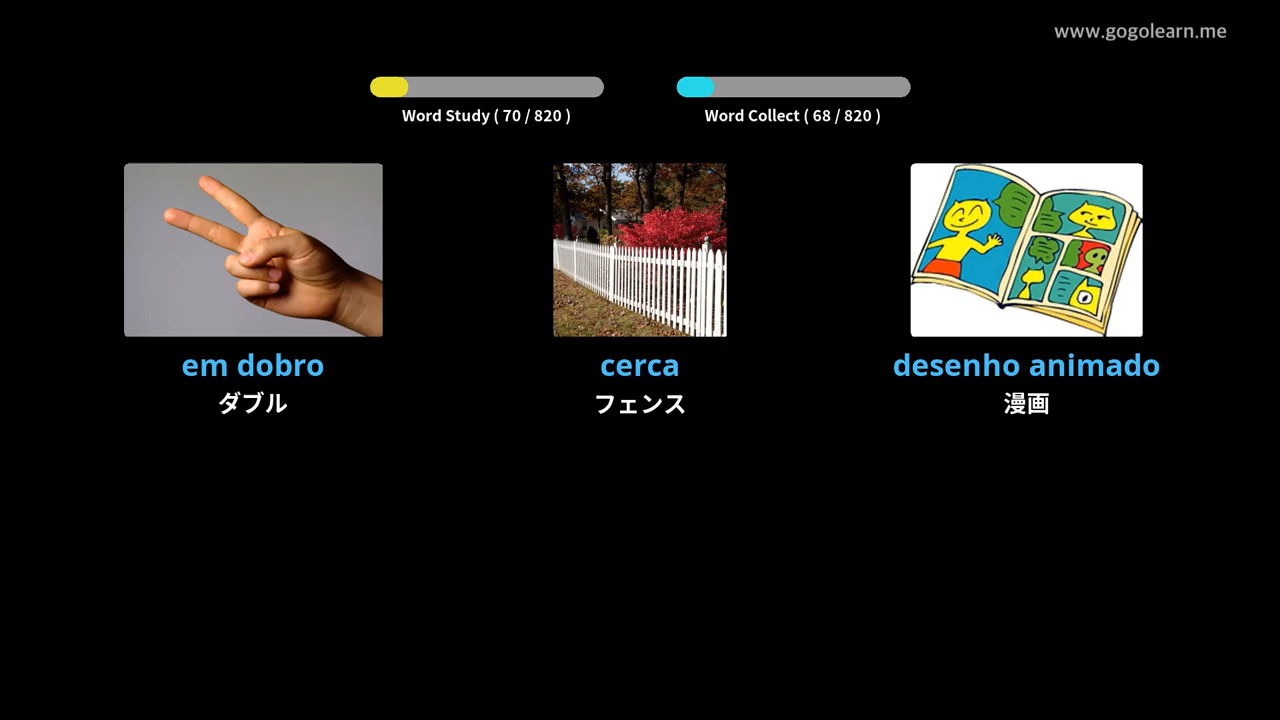 www.gogolearn.me
Word Study ( 70 / 820 )
Word Collect ( 68 / 820 )
em dobro
ダブル
cerca
フェンス
desenho animado
漫画